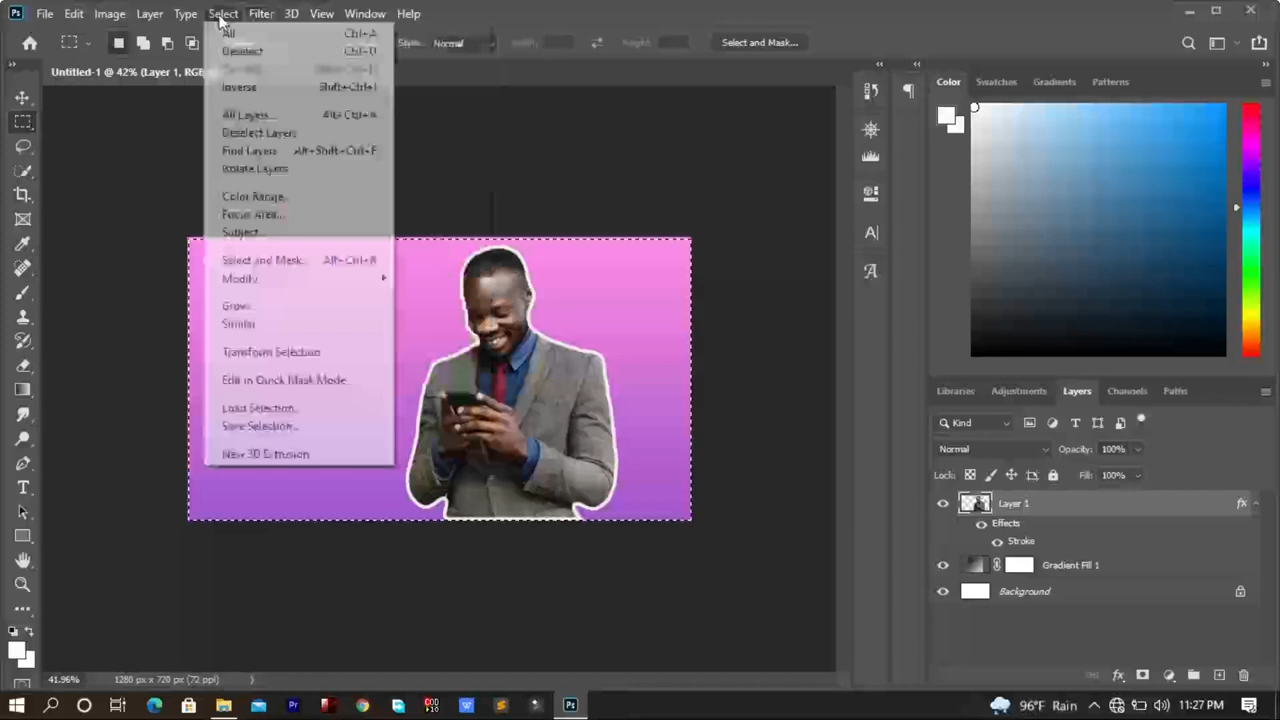 Ps File Edit Image Layer Type Select Filter 3D View Window Help
Style: Normal Width: Height: Select and Mask...
Untitled-1 @ 42% (Layer 1, RGB
All Ctrl+A
Deselect Ctrl+D
Inverse Shift+Ctrl+I
All Layers... Alt+Ctrl+A
Deselect Layers
Find Layers Alt+Shift+Ctrl+F
Isolate Layers
Color Range...
Focus Area...
Subject
Select and Mask... Alt+Ctrl+R
Modify
Grow
Similar
Transform Selection
Edit in Quick Mask Mode
Load Selection...
Save Selection...
New 3D Extrusion
Color Swatches Gradients Patterns
Libraries Adjustments Layers Channels Paths
Kind
Normal Opacity: 100%
Lock: Fill: 100%
Layer 1 fx
Effects
Stroke
Gradient Fill 1
Background
41.96% 1280 px x 720 px (72 ppi)
96°F Rain 11:27 PM